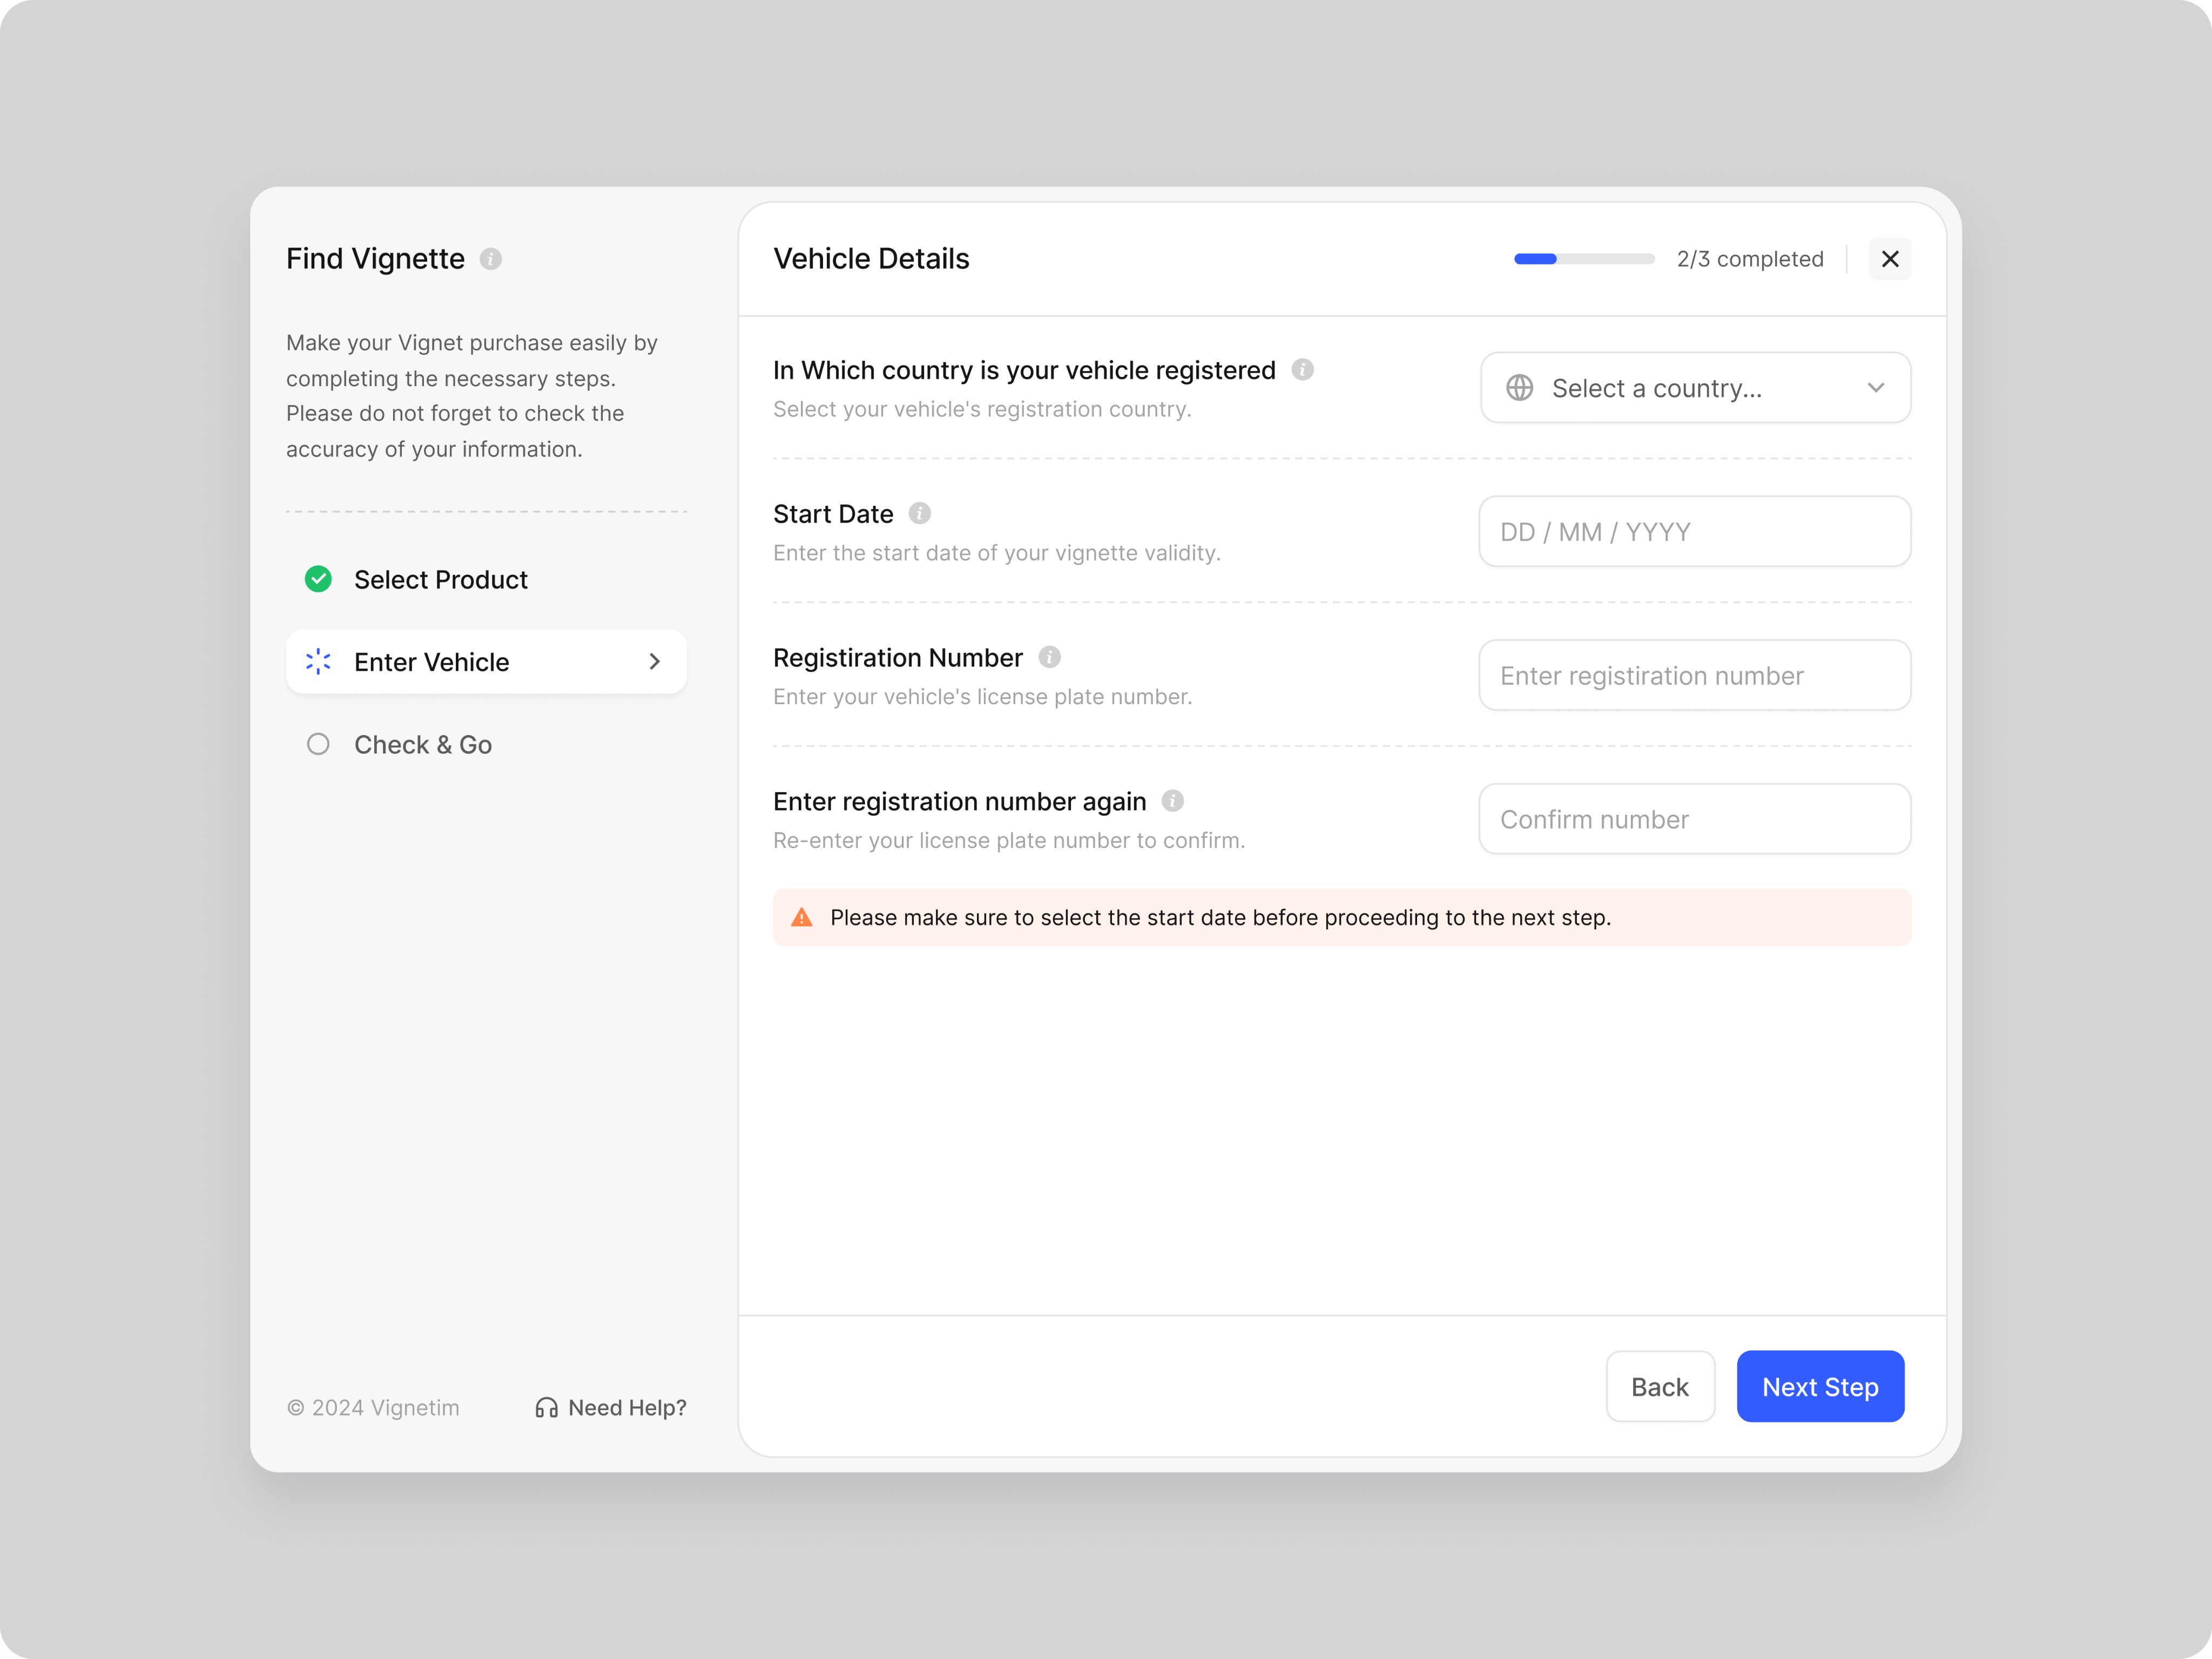 Find Vignette
Make your Vignet purchase easily by
completing the necessary steps.
Please do not forget to check the
accuracy of your information.
Select Product
Enter Vehicle
Check & Go
© 2024 Vignetim
Need Help?
Vehicle Details
2/3 completed
In Which country is your vehicle registered
Select your vehicle's registration country.
Select a country...
Start Date
Enter the start date of your vignette validity.
DD / MM / YYYY
Registiration Number
Enter your vehicle's license plate number.
Enter registiration number
Enter registration number again
Re-enter your license plate number to confirm.
Confirm number
Please make sure to select the start date before proceeding to the next step.
Back
Next Step